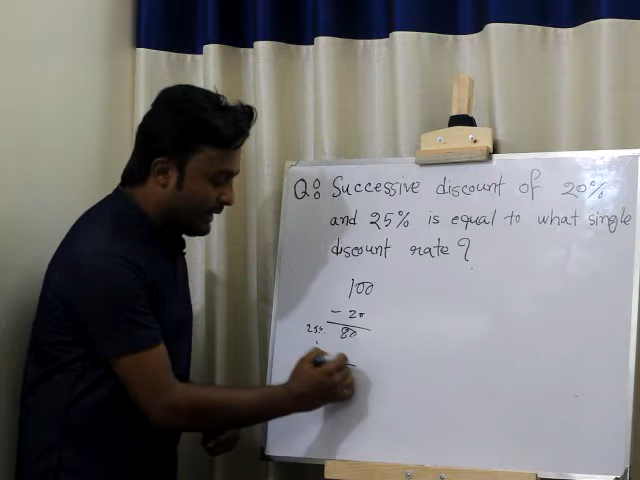 Q: Successive discount of 20%
and 25% is equal to what single
discount rate?
100
- 20
25% 80